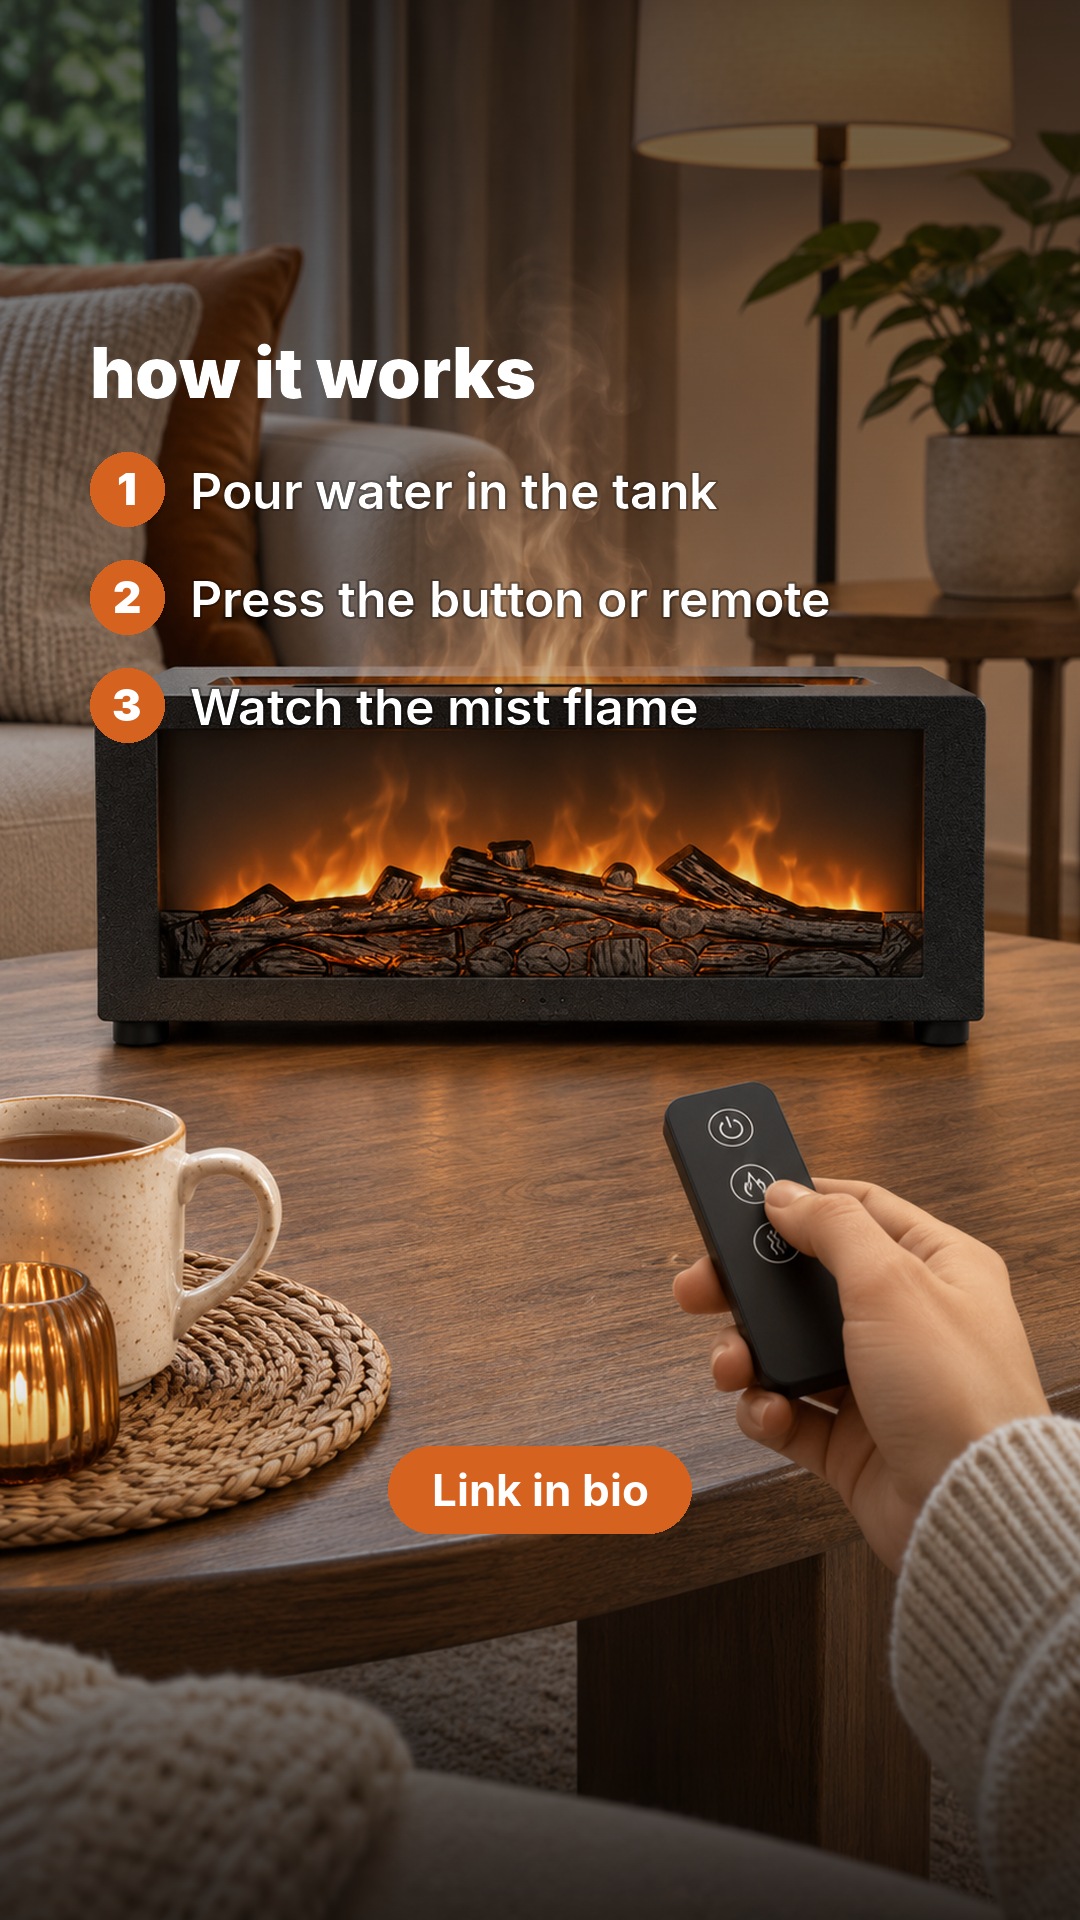 how it works
1 Pour water in the tank
2 Press the button or remote
3 Watch the mist flame
Link in bio